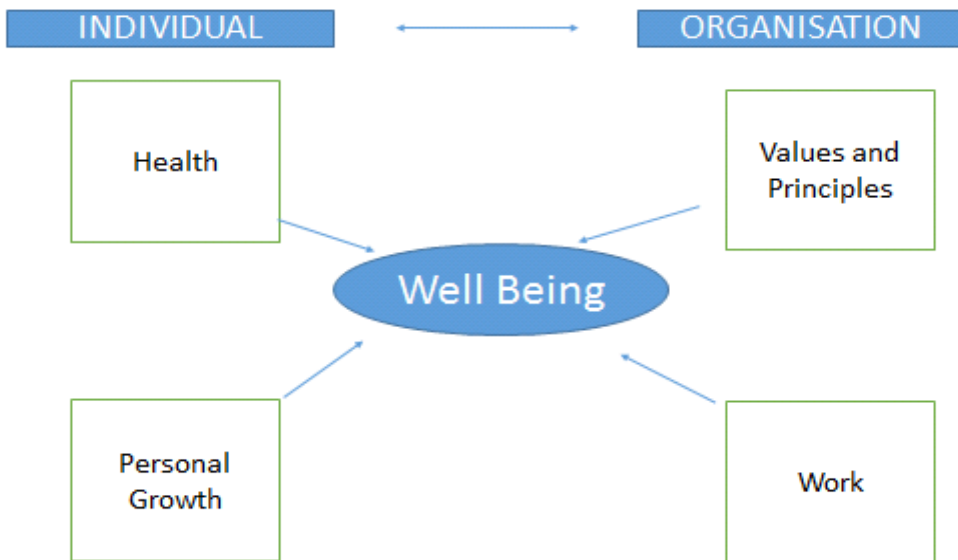 INDIVIDUAL
ORGANISATION
Health
Values and
Principles
Well Being
Personal
Growth
Work